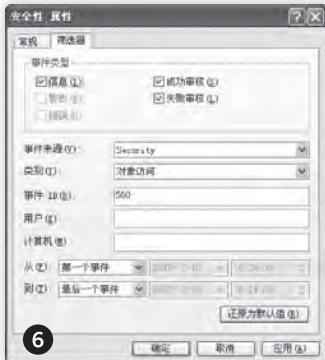 安全性 属性
常规 筛选器
事件类型
信息(I) 成功审核(S)
警告(W) 失败审核(L)
错误(R)
事件来源(V): Security
类别(T): 对象访问
事件 ID(D): 560
用户(E)
计算机(M)
从(F) 第一个事件
到(T) 最后一个事件
还原为默认值(R)
确定 取消 应用(A)
6